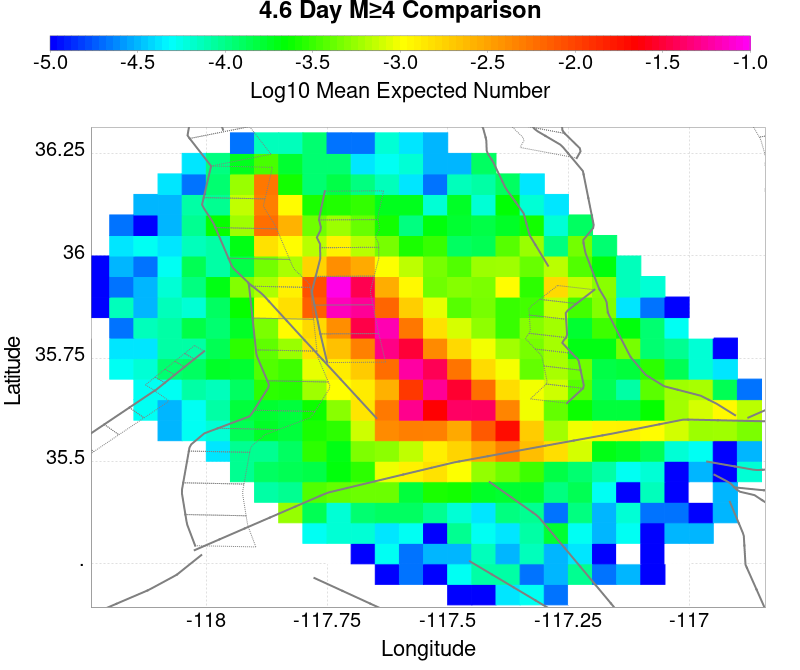 4.6 Day M≥4 Comparison
-5.0 -4.5 -4.0 -3.5 -3.0 -2.5 -2.0 -1.5 -1.0
Log10 Mean Expected Number
36.25
36
35.75
35.5
.
Latitude
-118 -117.75 -117.5 -117.25 -117
Longitude